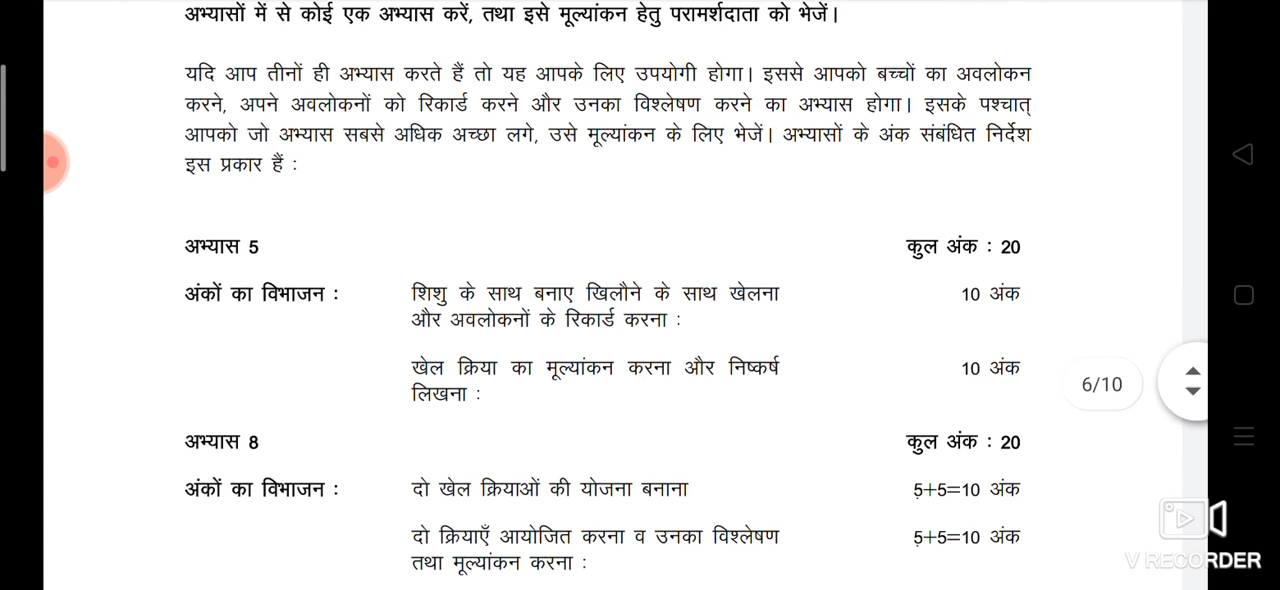 अभ्यासों में से कोई एक अभ्यास करें, तथा इसे मूल्यांकन हेतु परामर्शदाता को भेजें।
यदि आप तीनों ही अभ्यास करते हैं तो यह आपके लिए उपयोगी होगा। इससे आपको बच्चों का अवलोकन
करने, अपने अवलोकनों को रिकार्ड करने और उनका विश्लेषण करने का अभ्यास होगा। इसके पश्चात्
आपको जो अभ्यास सबसे अधिक अच्छा लगे, उसे मूल्यांकन के लिए भेजें। अभ्यासों के अंक संबंधित निर्देश
इस प्रकार हैं :
अभ्यास 5 कुल अंक : 20
अंकों का विभाजन : शिशु के साथ बनाए खिलौने के साथ खेलना 10 अंक
और अवलोकनों के रिकार्ड करना :
खेल क्रिया का मूल्यांकन करना और निष्कर्ष 10 अंक
लिखना :
6/10
अभ्यास 8 कुल अंक : 20
अंकों का विभाजन : दो खेल क्रियाओं की योजना बनाना 5+5=10 अंक
दो क्रियाएँ आयोजित करना व उनका विश्लेषण 5+5=10 अंक
तथा मूल्यांकन करना :
V RECORDER